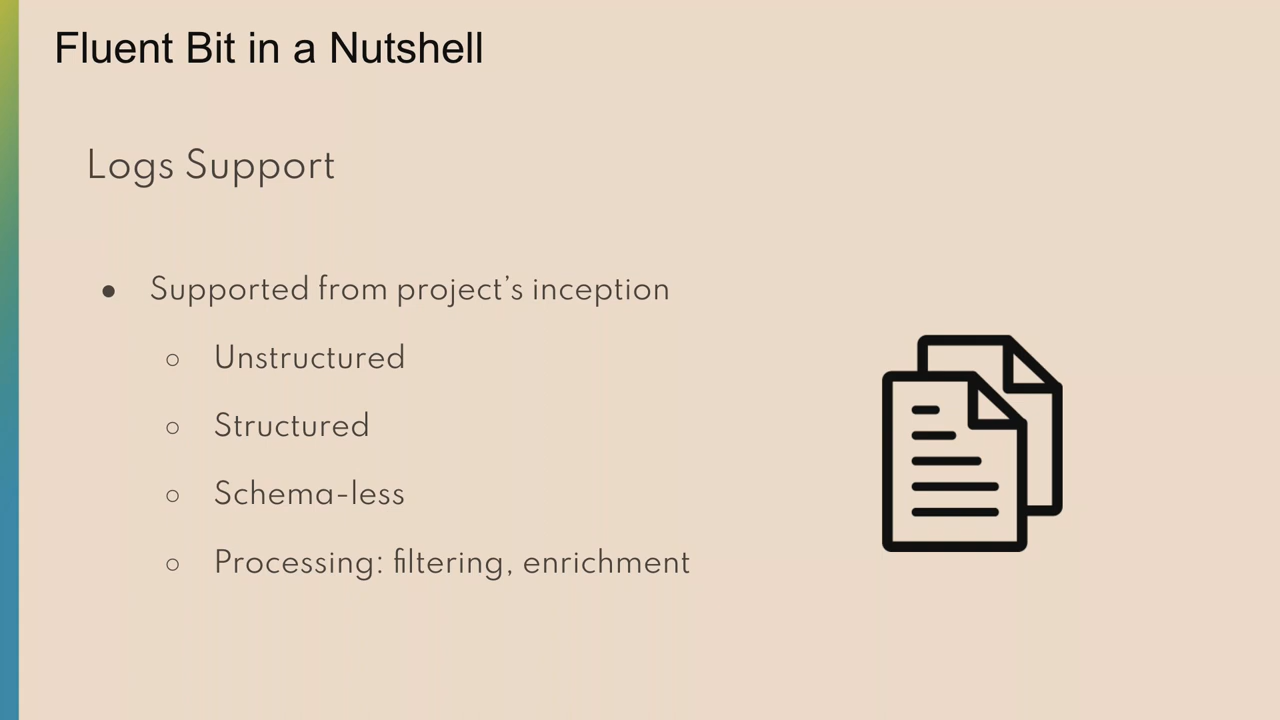 Fluent Bit in a Nutshell
Logs Support
● Supported from project’s inception
○ Unstructured
○ Structured
○ Schema-less
○ Processing: filtering, enrichment